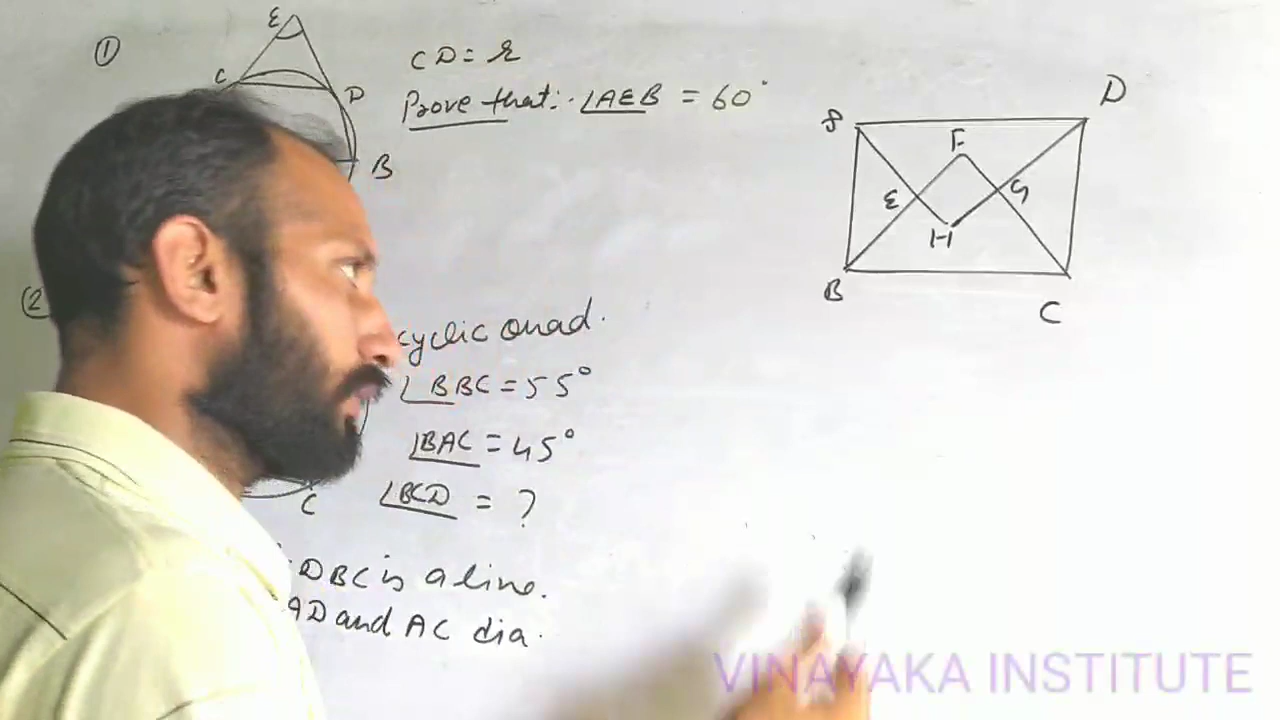 ①
E
C
D
B
CD = r
Prove that: ∠AEB = 60°
②
cyclic quad.
∠BBC = 55°
∠BAC = 45°
∠BCD = ?
C
DBC is a line.
AD and AC dia.
D
F
E
G
H
B
C
VINAYAKA INSTITUTE